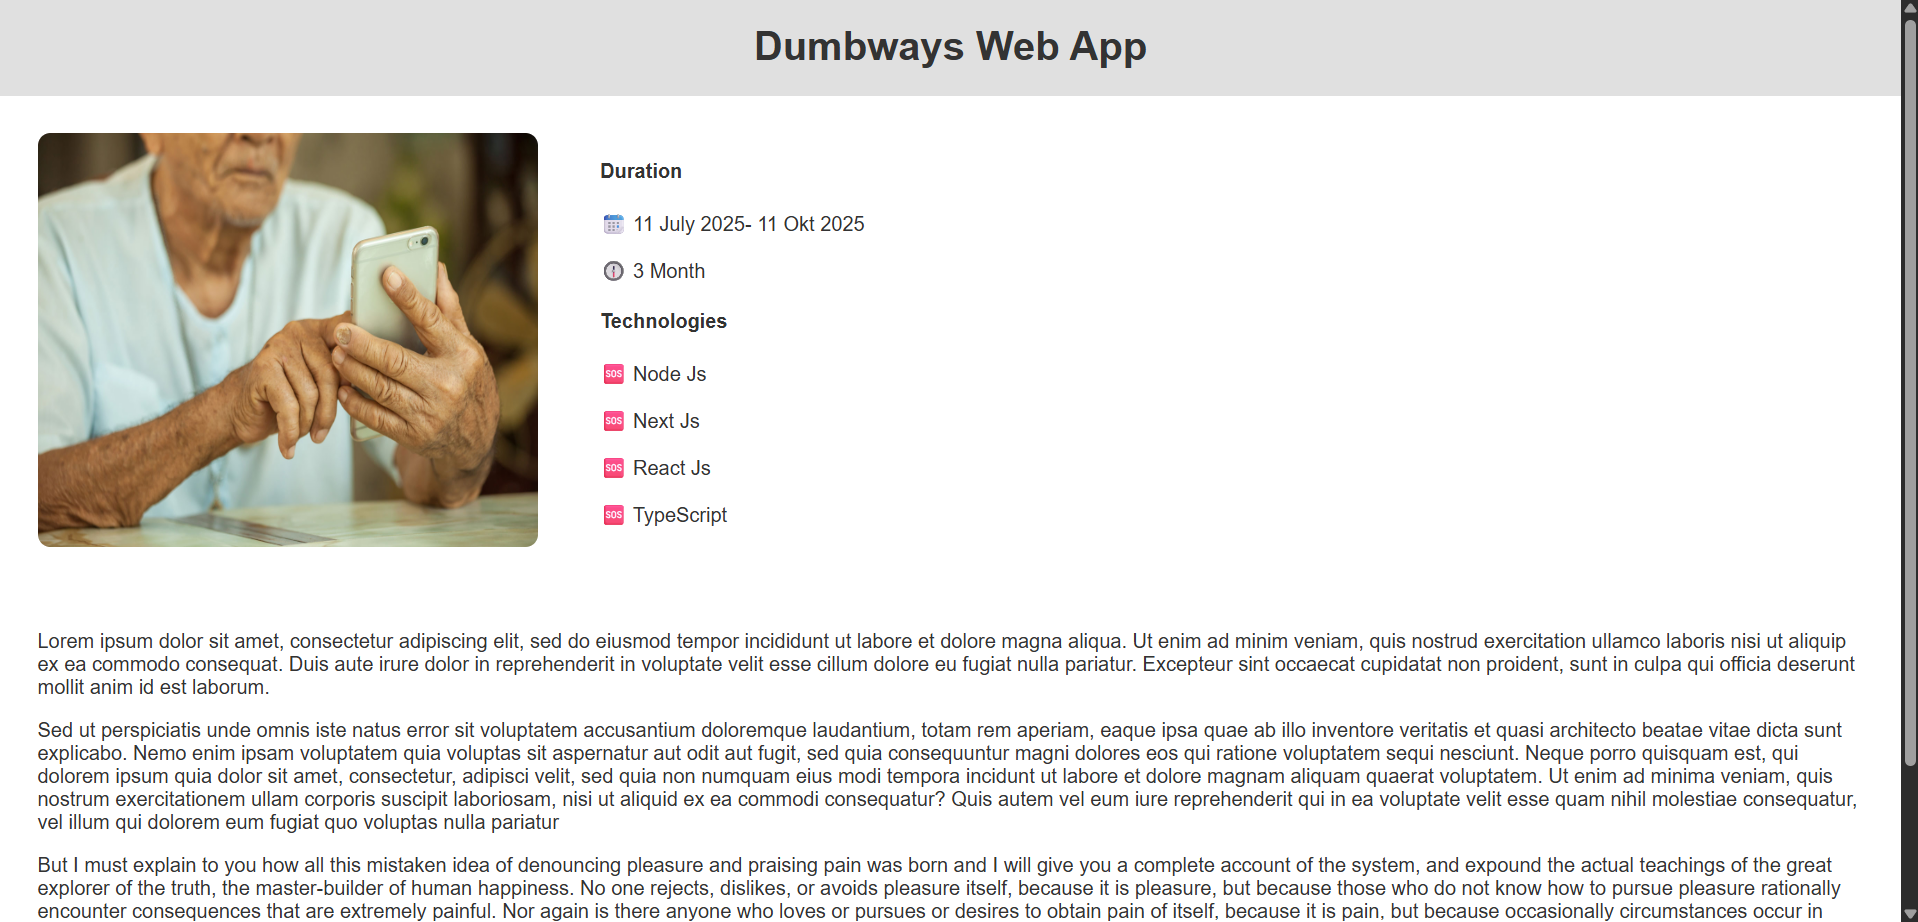 Dumbways Web App
Duration
11 July 2025- 11 Okt 2025
3 Month
Technologies
SOS Node Js
SOS Next Js
SOS React Js
SOS TypeScript
Lorem ipsum dolor sit amet, consectetur adipiscing elit, sed do eiusmod tempor incididunt ut labore et dolore magna aliqua. Ut enim ad minim veniam, quis nostrud exercitation ullamco laboris nisi ut aliquip
ex ea commodo consequat. Duis aute irure dolor in reprehenderit in voluptate velit esse cillum dolore eu fugiat nulla pariatur. Excepteur sint occaecat cupidatat non proident, sunt in culpa qui officia deserunt
mollit anim id est laborum.
Sed ut perspiciatis unde omnis iste natus error sit voluptatem accusantium doloremque laudantium, totam rem aperiam, eaque ipsa quae ab illo inventore veritatis et quasi architecto beatae vitae dicta sunt
explicabo. Nemo enim ipsam voluptatem quia voluptas sit aspernatur aut odit aut fugit, sed quia consequuntur magni dolores eos qui ratione voluptatem sequi nesciunt. Neque porro quisquam est, qui
dolorem ipsum quia dolor sit amet, consectetur, adipisci velit, sed quia non numquam eius modi tempora incidunt ut labore et dolore magnam aliquam quaerat voluptatem. Ut enim ad minima veniam, quis
nostrum exercitationem ullam corporis suscipit laboriosam, nisi ut aliquid ex ea commodi consequatur? Quis autem vel eum iure reprehenderit qui in ea voluptate velit esse quam nihil molestiae consequatur,
vel illum qui dolorem eum fugiat quo voluptas nulla pariatur
But I must explain to you how all this mistaken idea of denouncing pleasure and praising pain was born and I will give you a complete account of the system, and expound the actual teachings of the great
explorer of the truth, the master-builder of human happiness. No one rejects, dislikes, or avoids pleasure itself, because it is pleasure, but because those who do not know how to pursue pleasure rationally
encounter consequences that are extremely painful. Nor again is there anyone who loves or pursues or desires to obtain pain of itself, because it is pain, but because occasionally circumstances occur in